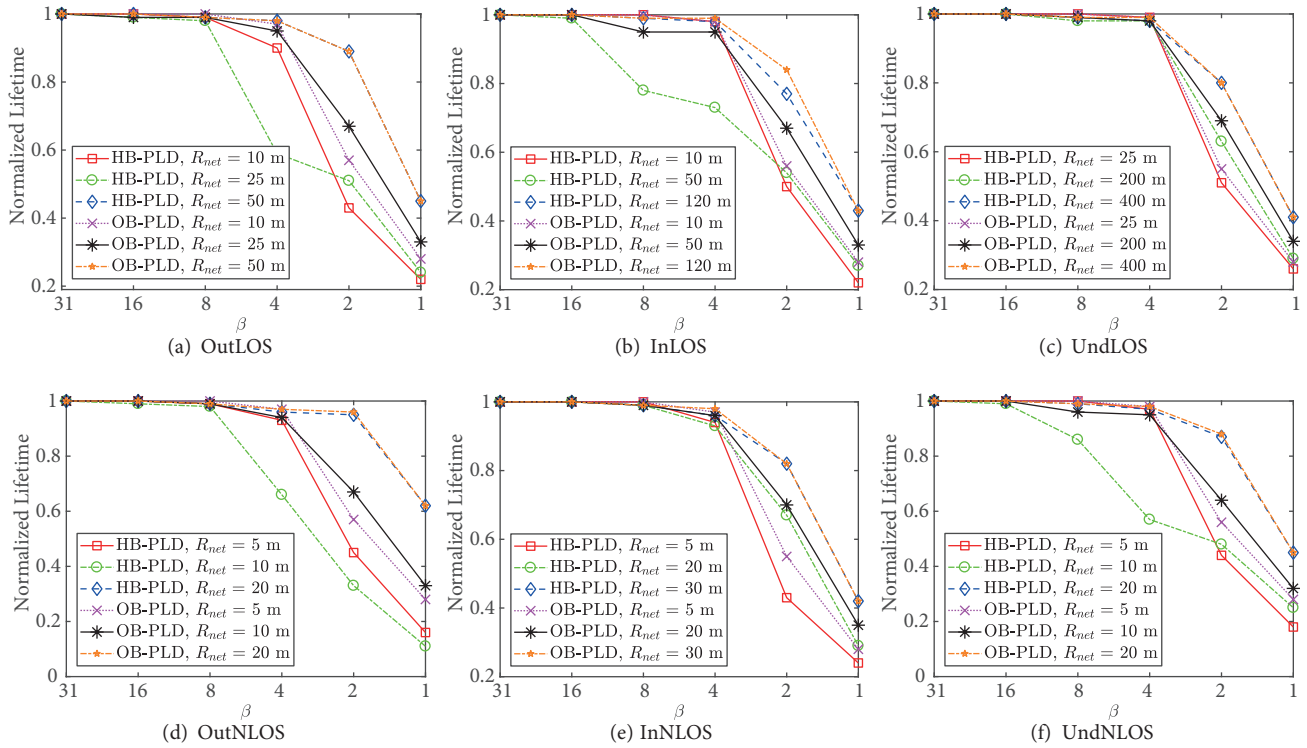 Normalized Lifetime
1
0.8
0.6
0.4
0.2
HB-PLD, R_net = 10 m
HB-PLD, R_net = 25 m
HB-PLD, R_net = 50 m
OB-PLD, R_net = 10 m
OB-PLD, R_net = 25 m
OB-PLD, R_net = 50 m
31 16 8 4 2 1
β
(a) OutLOS
Normalized Lifetime
1
0.8
0.6
0.4
0.2
HB-PLD, R_net = 10 m
HB-PLD, R_net = 50 m
HB-PLD, R_net = 120 m
OB-PLD, R_net = 10 m
OB-PLD, R_net = 50 m
OB-PLD, R_net = 120 m
31 16 8 4 2 1
β
(b) InLOS
Normalized Lifetime
1
0.8
0.6
0.4
0.2
HB-PLD, R_net = 25 m
HB-PLD, R_net = 200 m
HB-PLD, R_net = 400 m
OB-PLD, R_net = 25 m
OB-PLD, R_net = 200 m
OB-PLD, R_net = 400 m
31 16 8 4 2 1
β
(c) UndLOS
Normalized Lifetime
1
0.8
0.6
0.4
0.2
0
HB-PLD, R_net = 5 m
HB-PLD, R_net = 10 m
HB-PLD, R_net = 20 m
OB-PLD, R_net = 5 m
OB-PLD, R_net = 10 m
OB-PLD, R_net = 20 m
31 16 8 4 2 1
β
(d) OutNLOS
Normalized Lifetime
1
0.8
0.6
0.4
0.2
HB-PLD, R_net = 5 m
HB-PLD, R_net = 20 m
HB-PLD, R_net = 30 m
OB-PLD, R_net = 5 m
OB-PLD, R_net = 20 m
OB-PLD, R_net = 30 m
31 16 8 4 2 1
β
(e) InNLOS
Normalized Lifetime
1
0.8
0.6
0.4
0.2
0
HB-PLD, R_net = 5 m
HB-PLD, R_net = 10 m
HB-PLD, R_net = 20 m
OB-PLD, R_net = 5 m
OB-PLD, R_net = 10 m
OB-PLD, R_net = 20 m
31 16 8 4 2 1
β
(f) UndNLOS